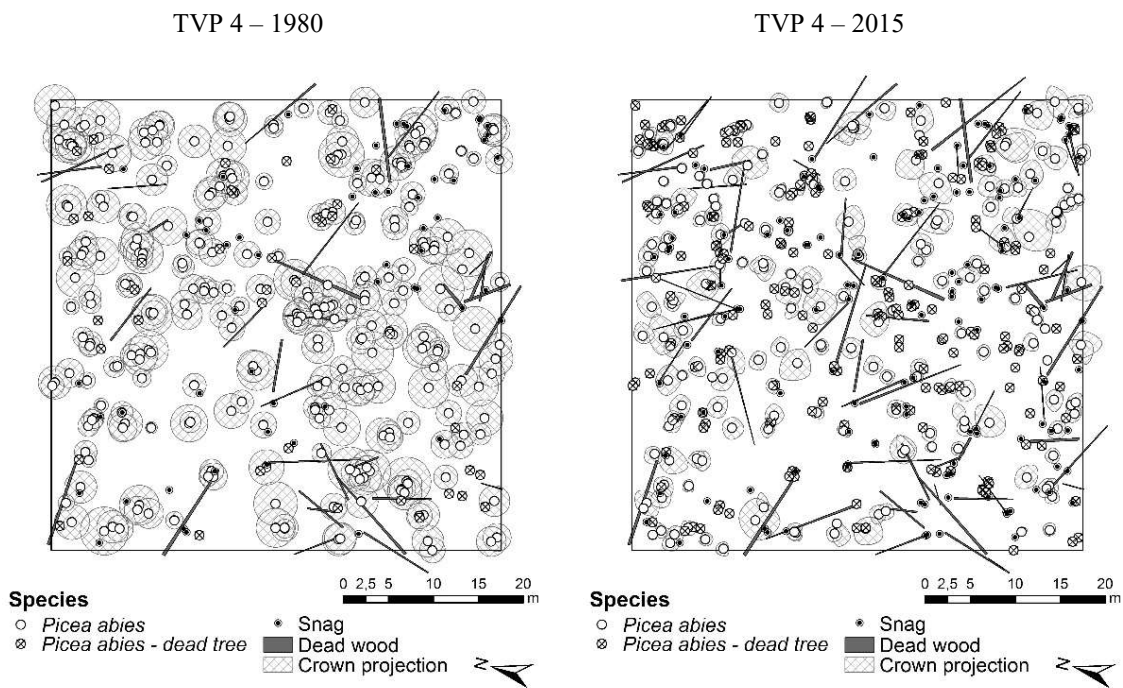 TVP 4 – 1980
TVP 4 – 2015
0 2,5 5 10 15 20
m
Species
Picea abies
Picea abies - dead tree
Snag
Dead wood
Crown projection
N
0 2,5 5 10 15 20
m
Species
Picea abies
Picea abies - dead tree
Snag
Dead wood
Crown projection
N